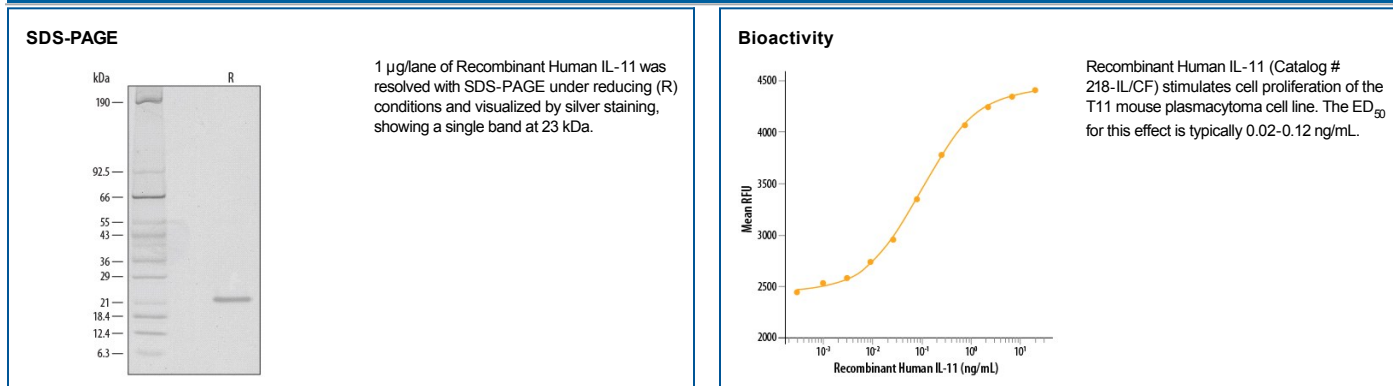 SDS-PAGE
kDa
R
190
92.5
66
55
43
36
29
21
18.4
12.4
6.3
1 µg/lane of Recombinant Human IL-11 was
resolved with SDS-PAGE under reducing (R)
conditions and visualized by silver staining,
showing a single band at 23 kDa.
Bioactivity
Mean RFU
4500
4000
3500
3000
2500
2000
10⁻³ 10⁻² 10⁻¹ 10⁰ 10¹
Recombinant Human IL-11 (ng/mL)
Recombinant Human IL-11 (Catalog #
218-IL/CF) stimulates cell proliferation of the
T11 mouse plasmacytoma cell line. The ED₅₀
for this effect is typically 0.02-0.12 ng/mL.